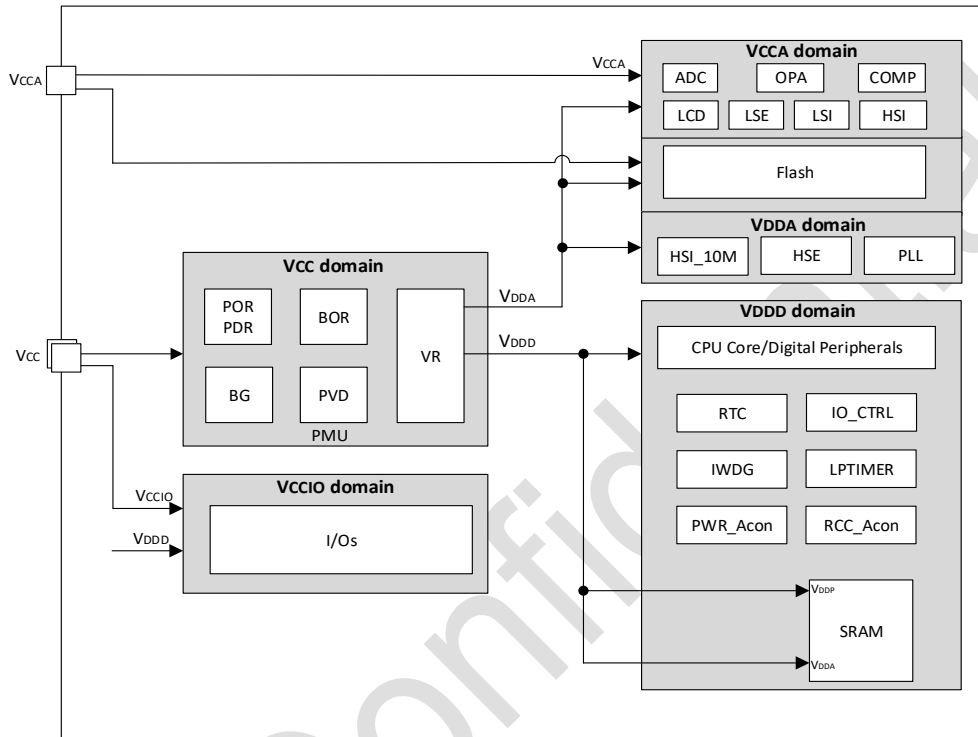 VCCA
VCCA
VCCA domain
ADC
OPA
COMP
LCD
LSE
LSI
HSI
Flash
VDDA domain
HSI_10M
HSE
PLL
VCC
VCC domain
POR
PDR
BOR
BG
PVD
VR
PMU
VDDA
VDDD
VDDD domain
CPU Core/Digital Peripherals
RTC
IO_CTRL
IWDG
LPTIMER
PWR_Acon
RCC_Acon
VDDP
SRAM
VDDA
VCCIO domain
VCCIO
VDDD
I/Os